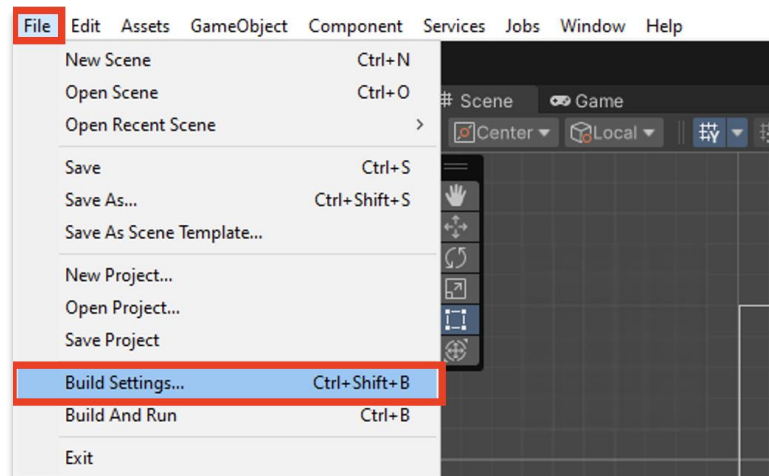 File Edit Assets GameObject Component Services Jobs Window Help
New Scene Ctrl+N
Open Scene Ctrl+O
Open Recent Scene
Save Ctrl+S
Save As... Ctrl+Shift+S
Save As Scene Template...
New Project...
Open Project...
Save Project
Build Settings... Ctrl+Shift+B
Build And Run Ctrl+B
Exit
# Scene Game
Center Local